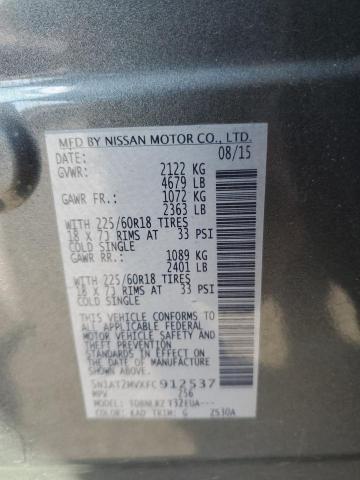 MFD BY NISSAN MOTOR CO., LTD.
DATE: 08/15
GVWR: 2122 KG
4679 LB
GAWR FR.: 1072 KG
2363 LB
WITH 225/60R18 TIRES
18 X 7J RIMS AT 33 PSI
COLD SINGLE
GAWR RR.: 1089 KG
2401 LB
WITH 225/60R18 TIRES
18 X 7J RIMS AT 33 PSI
COLD SINGLE
THIS VEHICLE CONFORMS TO ALL
APPLICABLE FEDERAL MOTOR
VEHICLE SAFETY STANDARDS IN
EFFECT ON THE DATE OF
MANUFACTURE SHOWN ABOVE.
5N1AT2MVXFC912537
MPV 256
MODEL:
COLOR: KAD TRIM: G 2530A